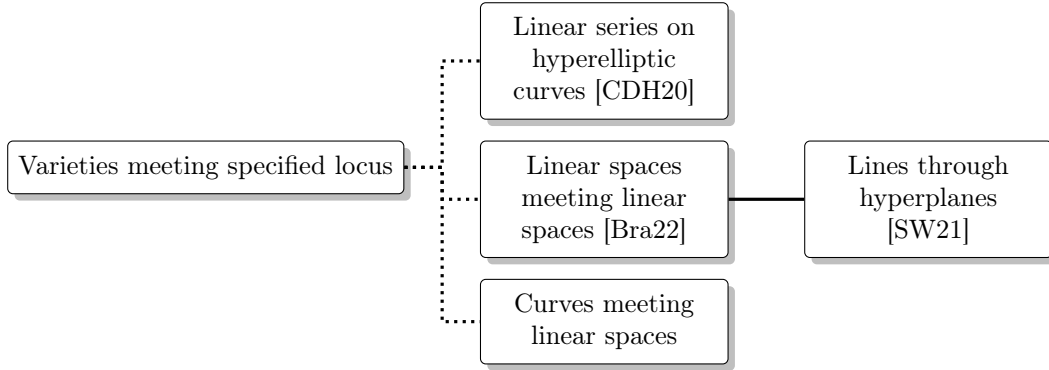 Varieties meeting specified locus
Linear series on
hyperelliptic
curves [CDH20]
Linear spaces
meeting linear
spaces [Bra22]
Curves meeting
linear spaces
Lines through
hyperplanes
[SW21]